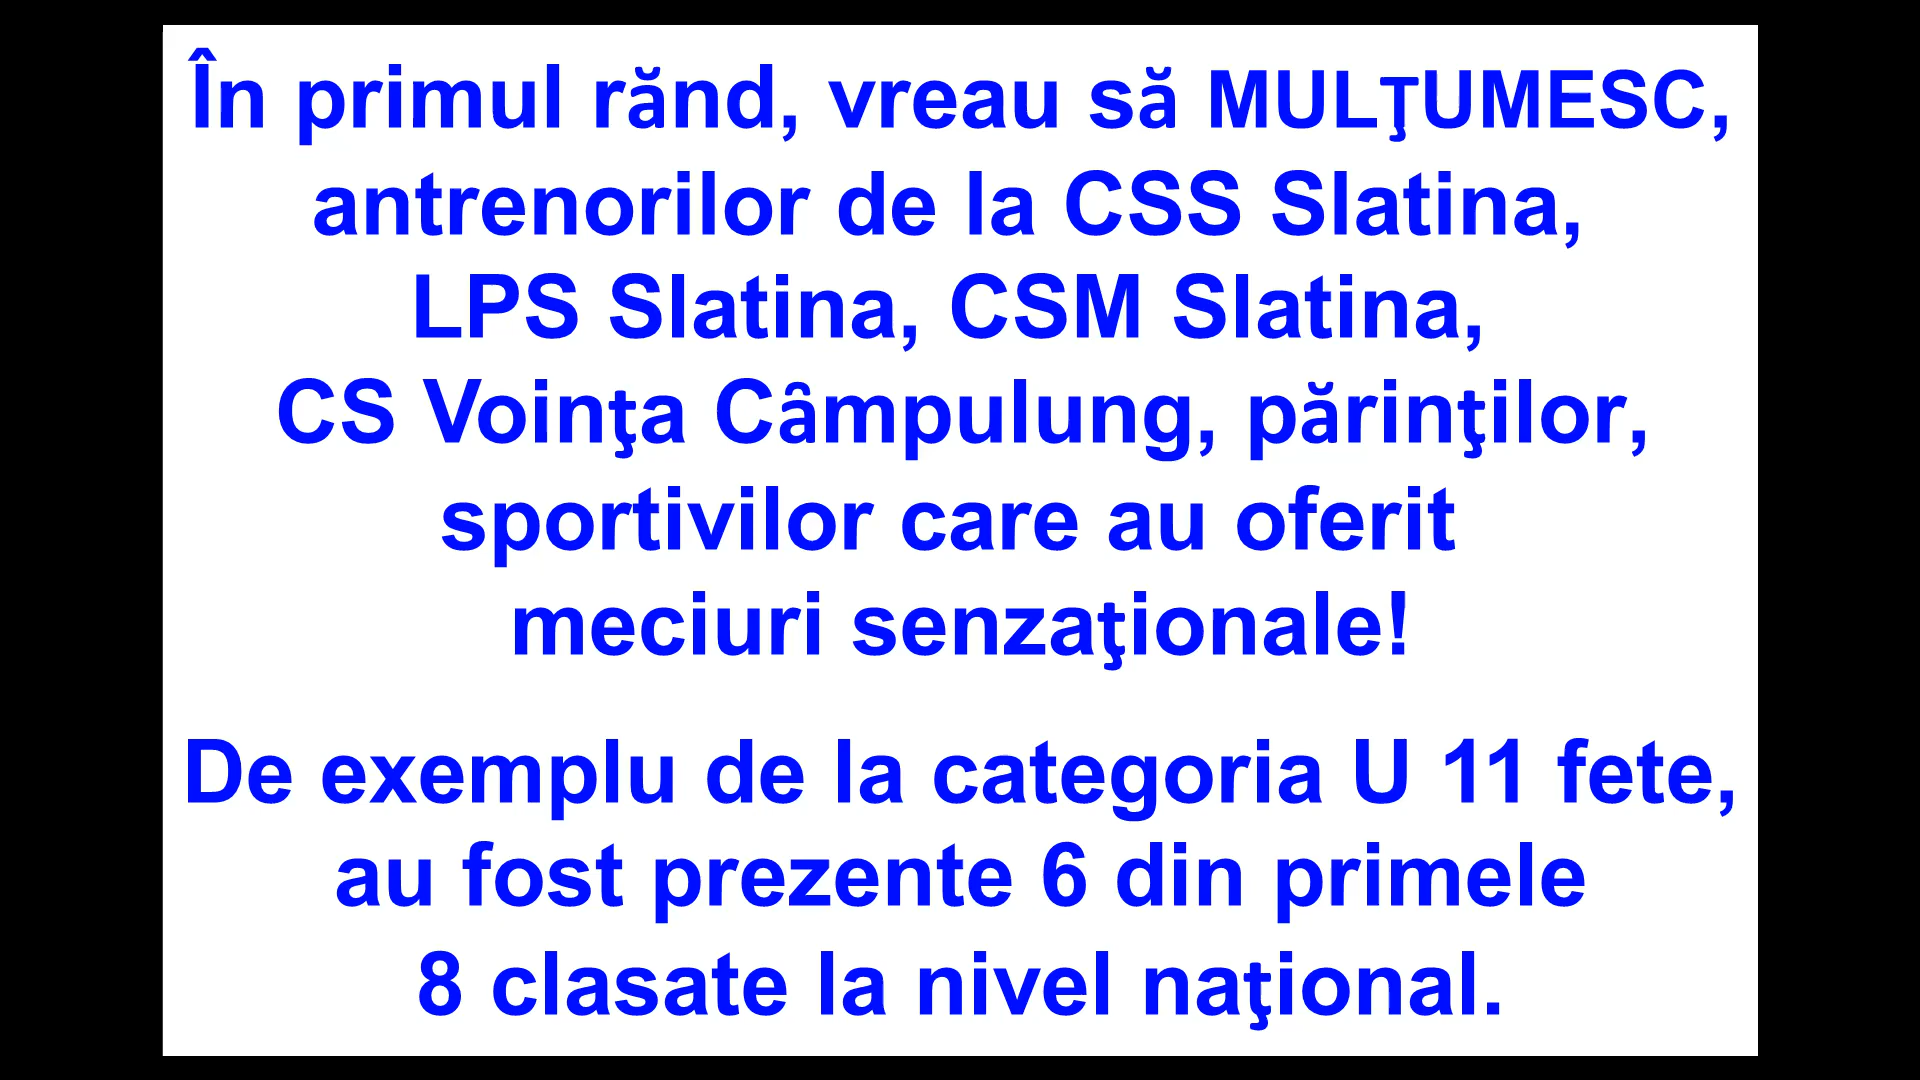 În primul rănd, vreau să MULŢUMESC,
antrenorilor de la CSS Slatina,
LPS Slatina, CSM Slatina,
CS Voinţa Câmpulung, părinţilor,
sportivilor care au oferit
meciuri senzaţionale!
De exemplu de la categoria U 11 fete,
au fost prezente 6 din primele
8 clasate la nivel naţional.